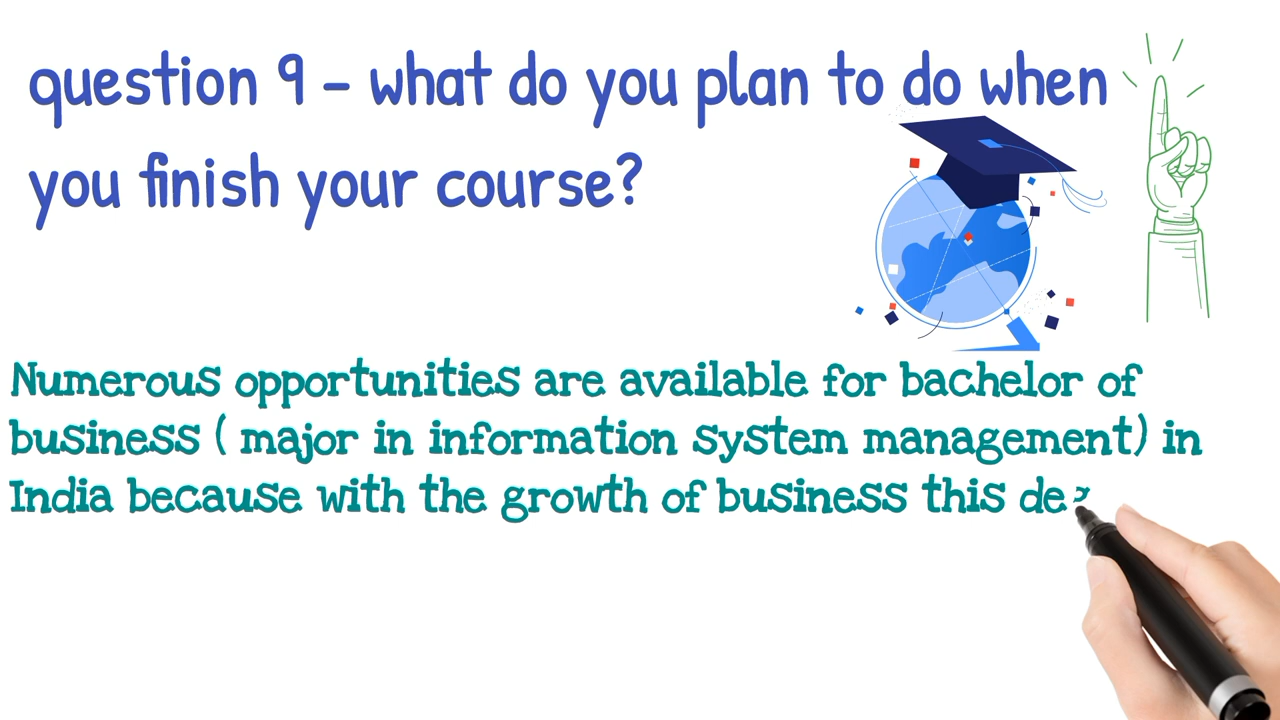 question 9 - what do you plan to do when
you finish your course?
Numerous opportunities are available for bachelor of
business ( major in information system management) in
India because with the growth of business this